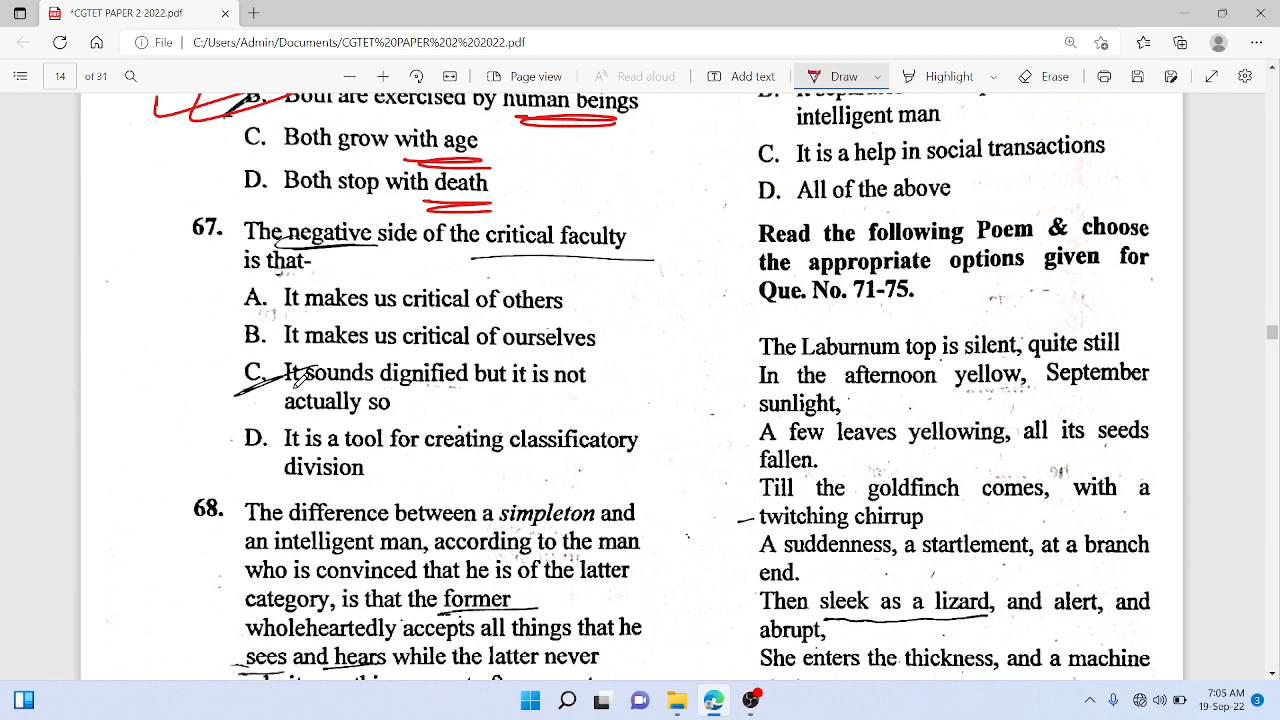 *CGTET PAPER 2 2022.pdf
File
C:/Users/Admin/Documents/CGTET%20PAPER%202%202022.pdf
14 of 31
Page view
Read aloud
Add text
Draw
Highlight
Erase
B. Both are exercised by human beings
C. Both grow with age
D. Both stop with death
67. The negative side of the critical faculty
is that-
A. It makes us critical of others
B. It makes us critical of ourselves
C. It sounds dignified but it is not
actually so
D. It is a tool for creating classificatory
division
68. The difference between a simpleton and
an intelligent man, according to the man
who is convinced that he is of the latter
category, is that the former
wholeheartedly accepts all things that he
sees and hears while the latter never
intelligent man
C. It is a help in social transactions
D. All of the above
Read the following Poem & choose
the appropriate options given for
Que. No. 71-75.
The Laburnum top is silent, quite still
In the afternoon yellow, September
sunlight,
A few leaves yellowing, all its seeds
fallen.
Till the goldfinch comes, with a
twitching chirrup
A suddenness, a startlement, at a branch
end.
Then sleek as a lizard, and alert, and
abrupt,
She enters the thickness, and a machine
7:05 AM
19-Sep-22
3